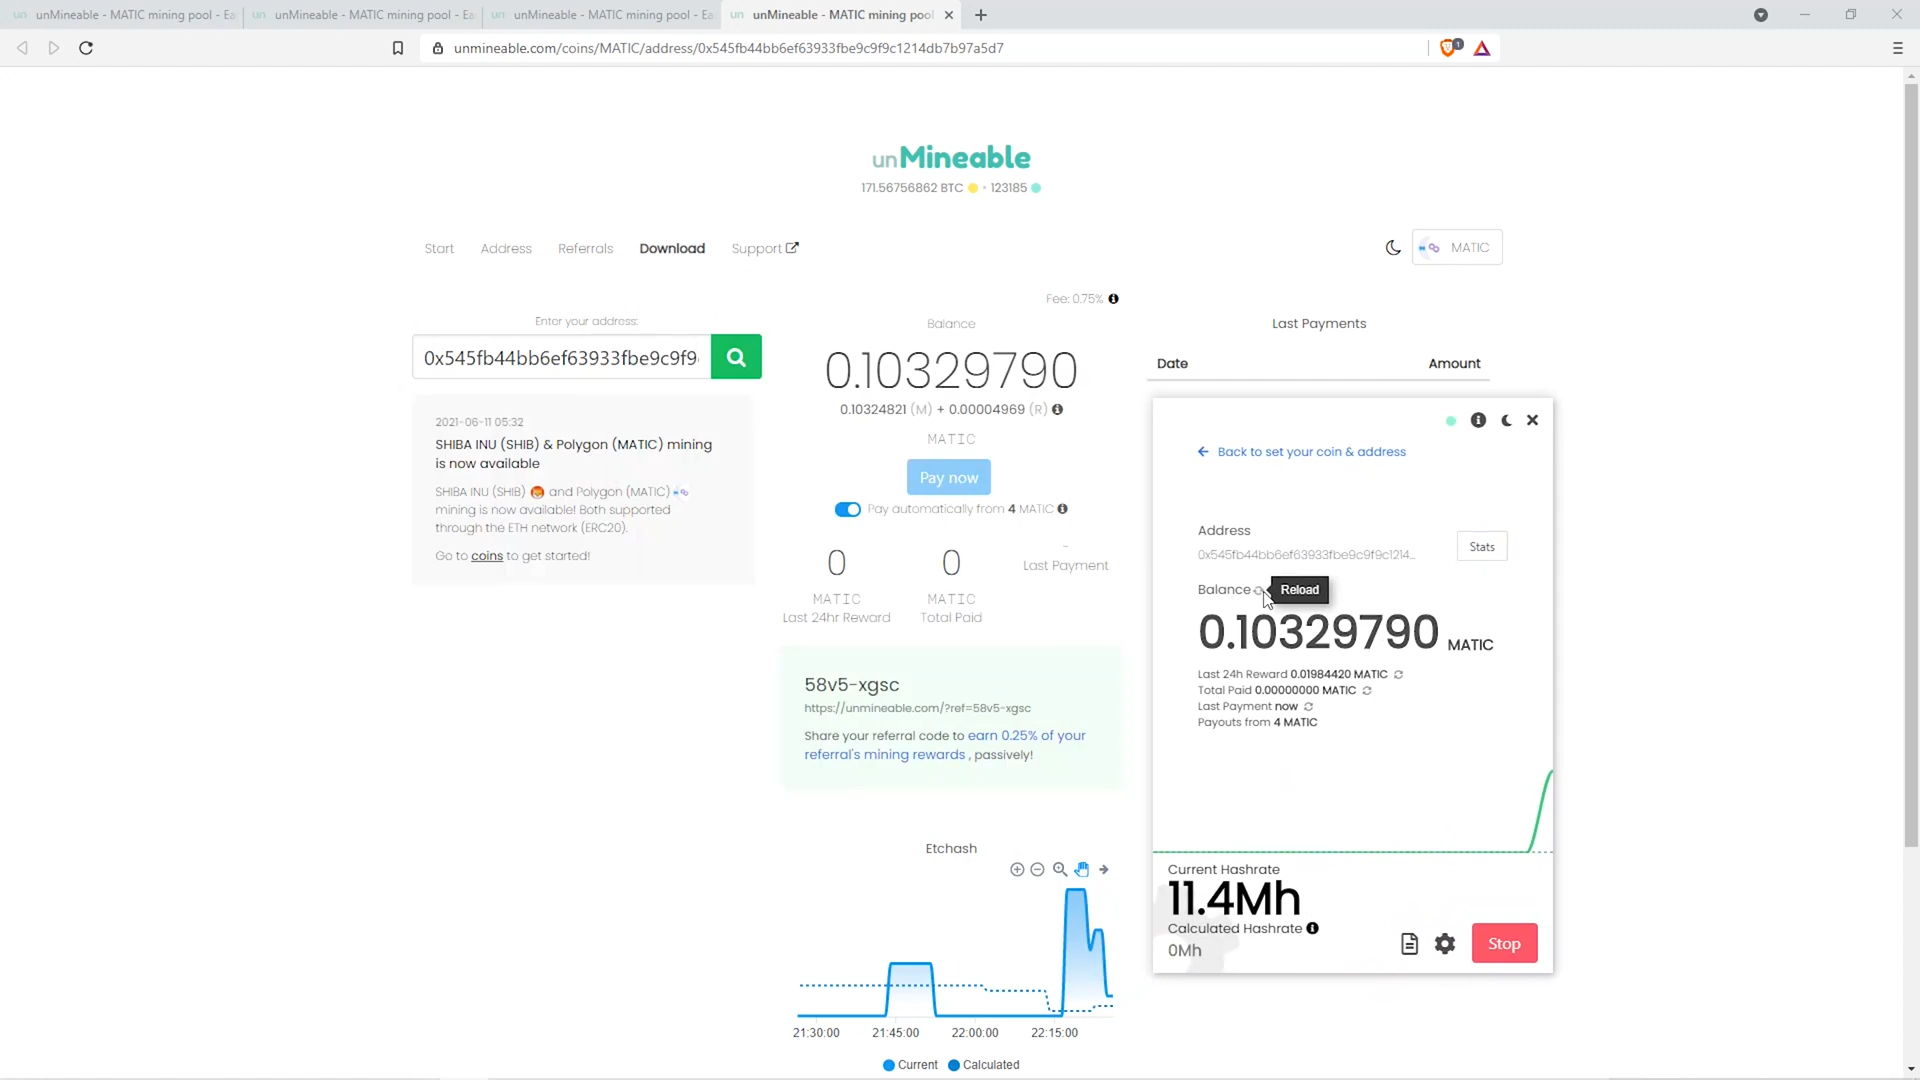 unMineable - MATIC mining pool - Ea
unMineable - MATIC mining pool - Ea
unMineable - MATIC mining pool - Ea
unMineable - MATIC mining pool
unmineable.com/coins/MATIC/address/0x545fb44bb6ef63933fbe9c9f9c1214db7b97a5d7
1
unMineable
171.56756862 BTC • 123185
Start Address Referrals Download Support
MATIC
Fee: 0.75%
Enter your address:
0x545fb44bb6ef63933fbe9c9f9
2021-06-11 05:32
SHIBA INU (SHIB) & Polygon (MATIC) mining
is now available
SHIBA INU (SHIB) and Polygon (MATIC)
mining is now available! Both supported
through the ETH network (ERC20).
Go to coins to get started!
Balance
0.10329790
0.10324821 (M) + 0.00004969 (R)
MATIC
Pay now
Pay automatically from 4 MATIC
0
MATIC
Last 24hr Reward
0
MATIC
Total Paid
-
Last Payment
58v5-xgsc
https://unmineable.com/?ref=58v5-xgsc
Share your referral code to earn 0.25% of your
referral's mining rewards , passively!
Etchash
21:30:00 21:45:00 22:00:00 22:15:00
Current Calculated
Last Payments
Date Amount
Back to set your coin & address
Address
0x545fb44bb6ef63933fbe9c9f9c1214...
Stats
Balance
Reload
0.10329790 MATIC
Last 24h Reward 0.01984420 MATIC
Total Paid 0.00000000 MATIC
Last Payment now
Payouts from 4 MATIC
Current Hashrate
11.4Mh
Calculated Hashrate
0Mh
Stop